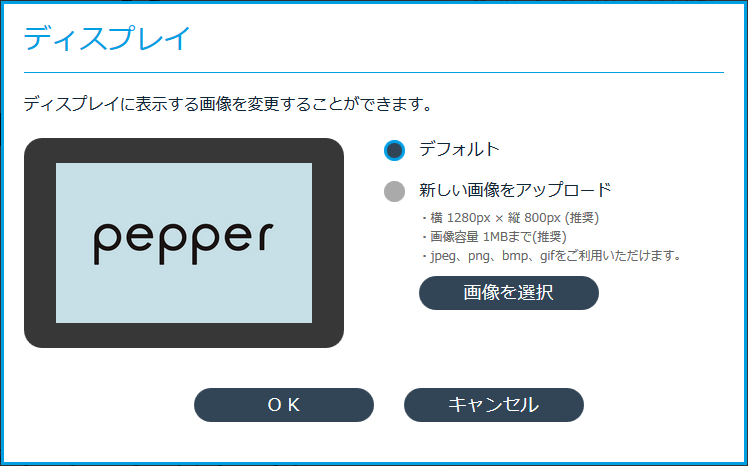 ディスプレイ
ディスプレイに表示する画像を変更することができます。
pepper
デフォルト
新しい画像をアップロード
・横 1280px × 縦 800px (推奨)
・画像容量 1MBまで(推奨)
・jpeg、png、bmp、gifをご利用いただけます。
画像を選択
ＯＫ
キャンセル